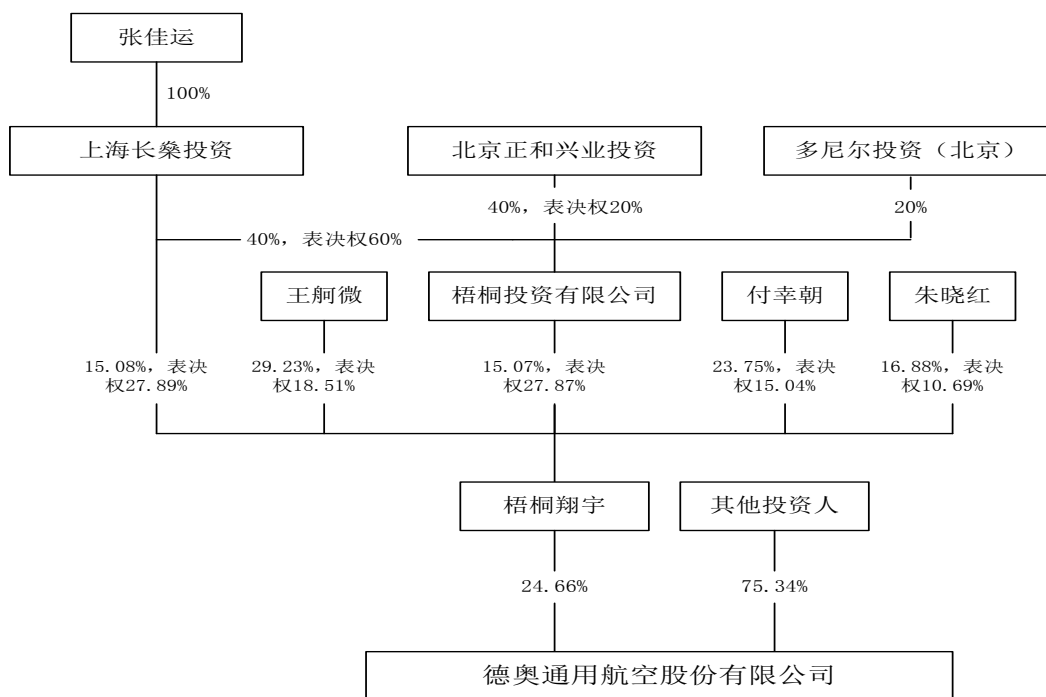 张佳运
100%
上海长燊投资
北京正和兴业投资
多尼尔投资（北京）
40%，表决权20%
20%
40%，表决权60%
王舸微
梧桐投资有限公司
付幸朝
朱晓红
15.08%，表决
权27.89%
29.23%，表决
权18.51%
15.07%，表决
权27.87%
23.75%，表决
权15.04%
16.88%，表决
权10.69%
梧桐翔宇
其他投资人
24.66%
75.34%
德奥通用航空股份有限公司